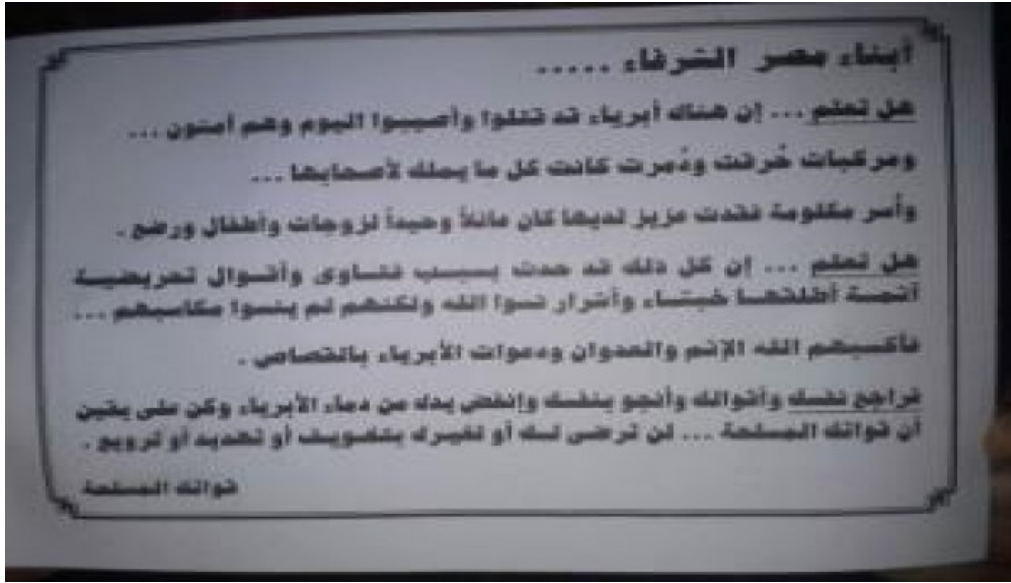 أبناء مصر الشرفاء .....
هل تعلم ... إن هناك أبرياء قد قتلوا وأصيبوا اليوم وهم آمنون ...
ومركبات حُرقت ودُمرت كانت كل ما يملك لأصحابها ...
وأسر مكلومة فقدت عزيز لديها كان عائلاً وحيداً لزوجات وأطفال ورضع .
هل تعلم ... إن كل ذلك قد حدث بسبب فتاوى وأقوال تحريضية
آثمة أطلقها خبثاء وأشرار نسوا الله ولكنهم لم ينسوا مكاسبهم ...
فأكسبهم الله الإثم والعدوان ودعوات الأبرياء بالقصاص .
فراجع نفسك وأقوالك وأنجو بنفسك وإنفض يدك من دماء الأبرياء وكن على يقين
أن قواتك المسلحة ... لن ترضى لك أو لغيرك بتخويف أو تهديد أو ترويع .
قواتك المسلحة